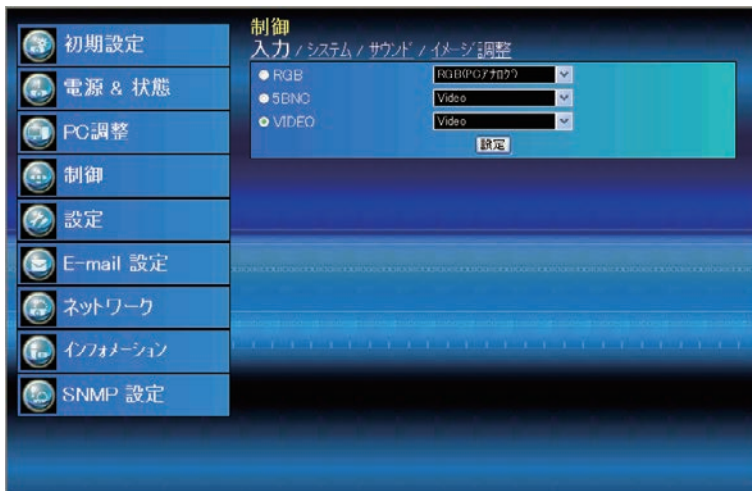 初期設定
電源 & 状態
PC調整
制御
設定
E-mail 設定
ネットワーク
インフォメーション
SNMP 設定
制御
入力 / システム / サウンド / イメージ調整
RGB RGB(PCアナログ)
5BNC Video
VIDEO Video
設定